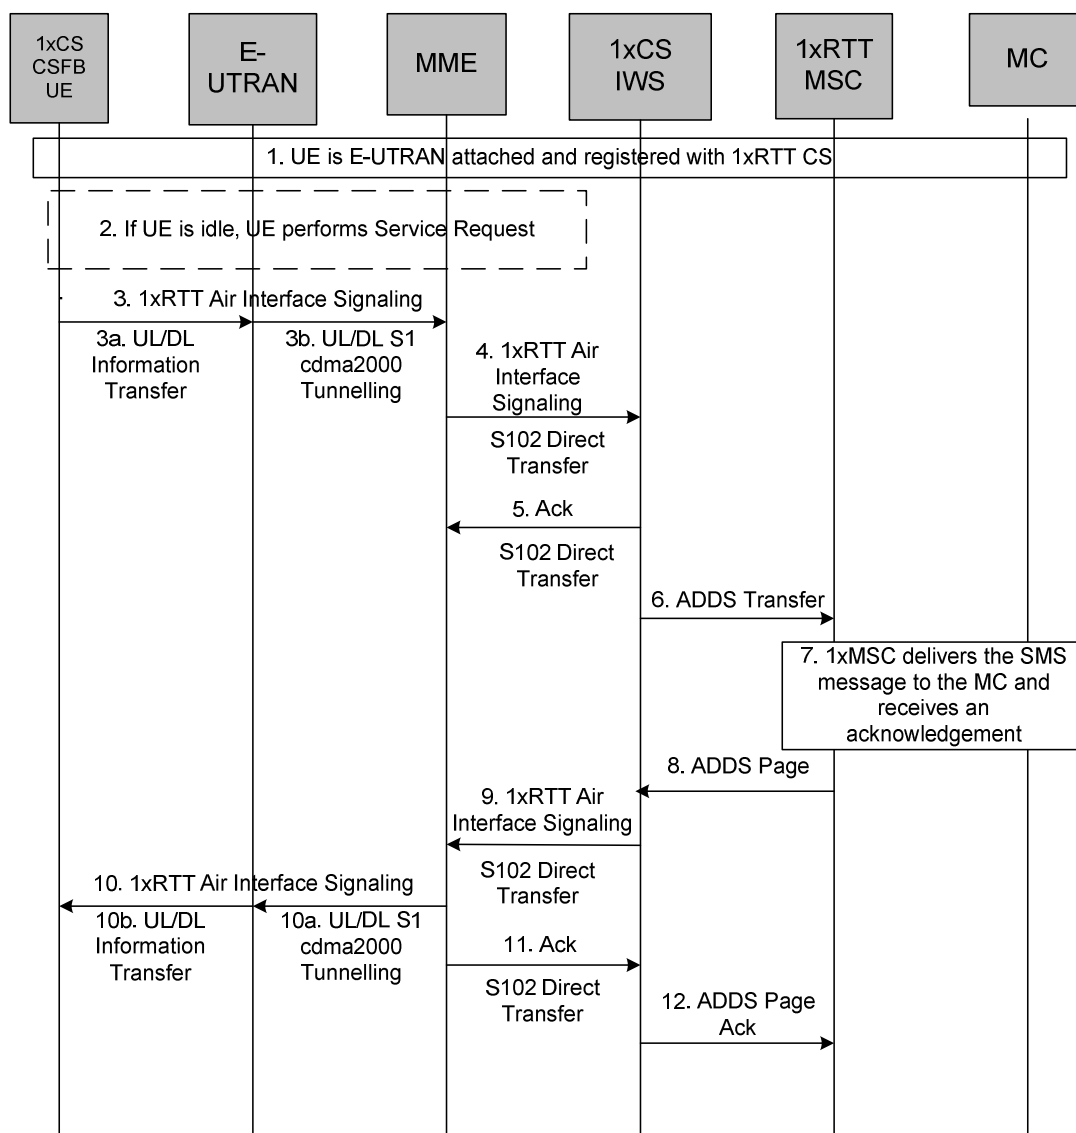 1xCS
CSFB
UE
E-
UTRAN
MME
1xCS
IWS
1xRTT
MSC
MC
1. UE is E-UTRAN attached and registered with 1xRTT CS
2. If UE is idle, UE performs Service Request
3. 1xRTT Air Interface Signaling
3a. UL/DL
Information
Transfer
3b. UL/DL S1
cdma2000
Tunnelling
4. 1xRTT Air
Interface
Signaling
S102 Direct
Transfer
5. Ack
S102 Direct
Transfer
6. ADDS Transfer
7. 1xMSC delivers the SMS
message to the MC and
receives an
acknowledgement
8. ADDS Page
9. 1xRTT Air
Interface Signaling
S102 Direct
Transfer
10. 1xRTT Air Interface Signaling
10b. UL/DL
Information
Transfer
10a. UL/DL S1
cdma2000
Tunnelling
11. Ack
S102 Direct
Transfer
12. ADDS Page
Ack